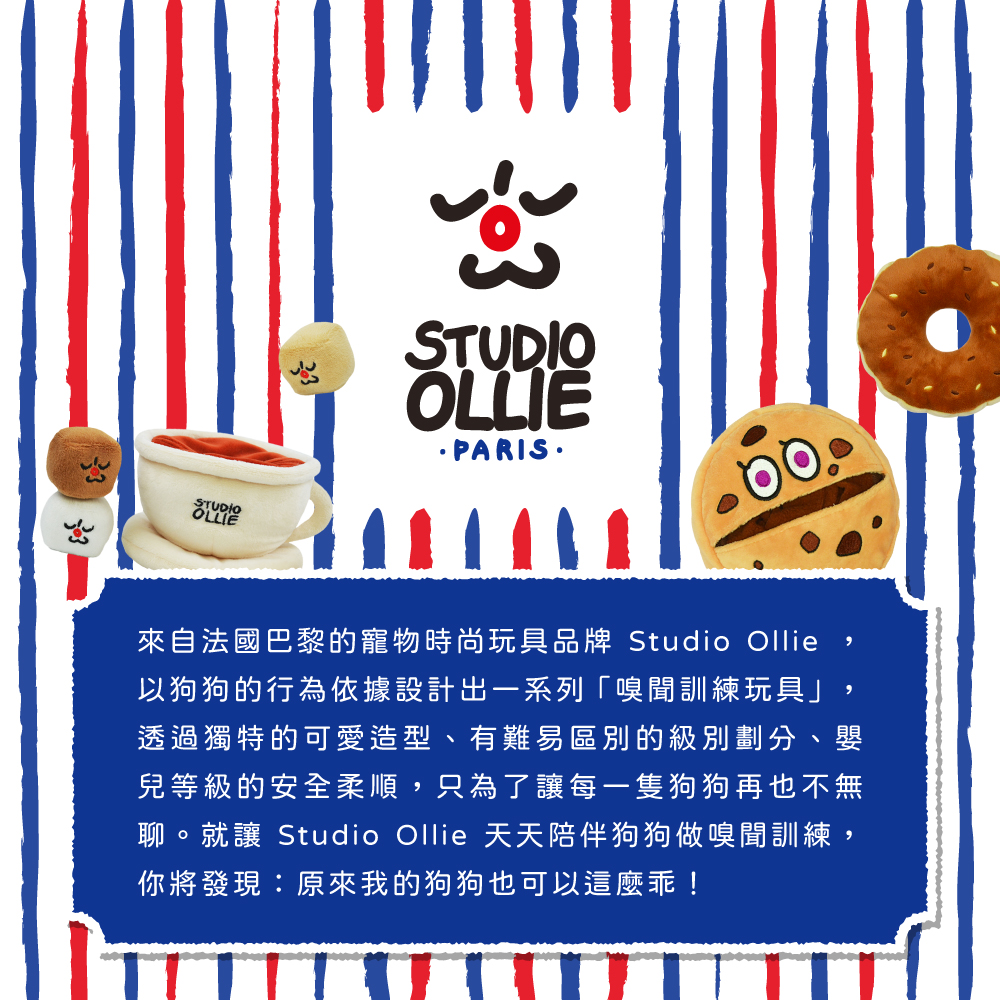 STUDIO
OLLIE
·PARIS·
STUDIO
OLLIE
來自法國巴黎的寵物時尚玩具品牌 Studio Ollie ，
以狗狗的行為依據設計出一系列「嗅聞訓練玩具」，
透過獨特的可愛造型、有難易區別的級別劃分、嬰
兒等級的安全柔順，只為了讓每一隻狗狗再也不無
聊。就讓 Studio Ollie 天天陪伴狗狗做嗅聞訓練，
你將發現：原來我的狗狗也可以這麼乖！